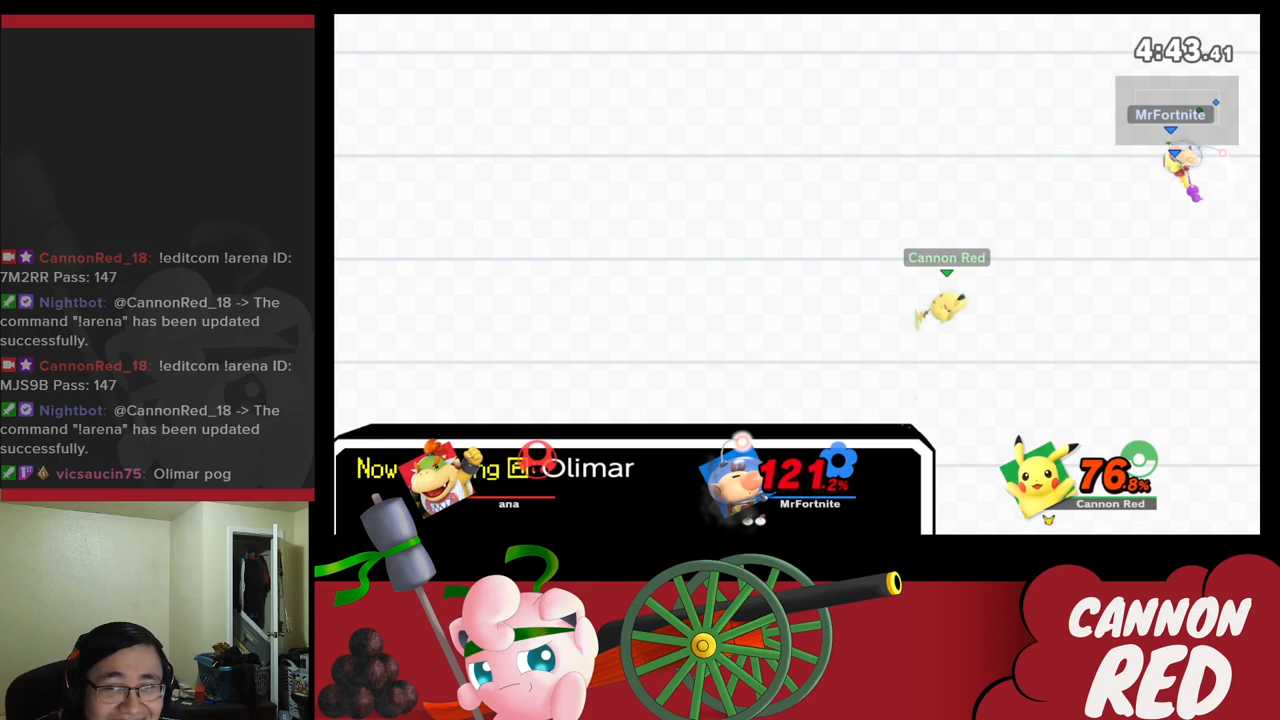 4:43.41
MrFortnite
Cannon Red
CannonRed_18: !editcom !arena ID:
7M2RR Pass: 147
Nightbot: @CannonRed_18 -> The
command "!arena" has been updated
successfully.
CannonRed_18: !editcom !arena ID:
MJS9B Pass: 147
Nightbot: @CannonRed_18 -> The
command "!arena" has been updated
successfully.
vicsaucin75: Olimar pog
Now ng Olimar
ana
121.2%
MrFortnite
76.8%
Cannon Red
CANNON
RED